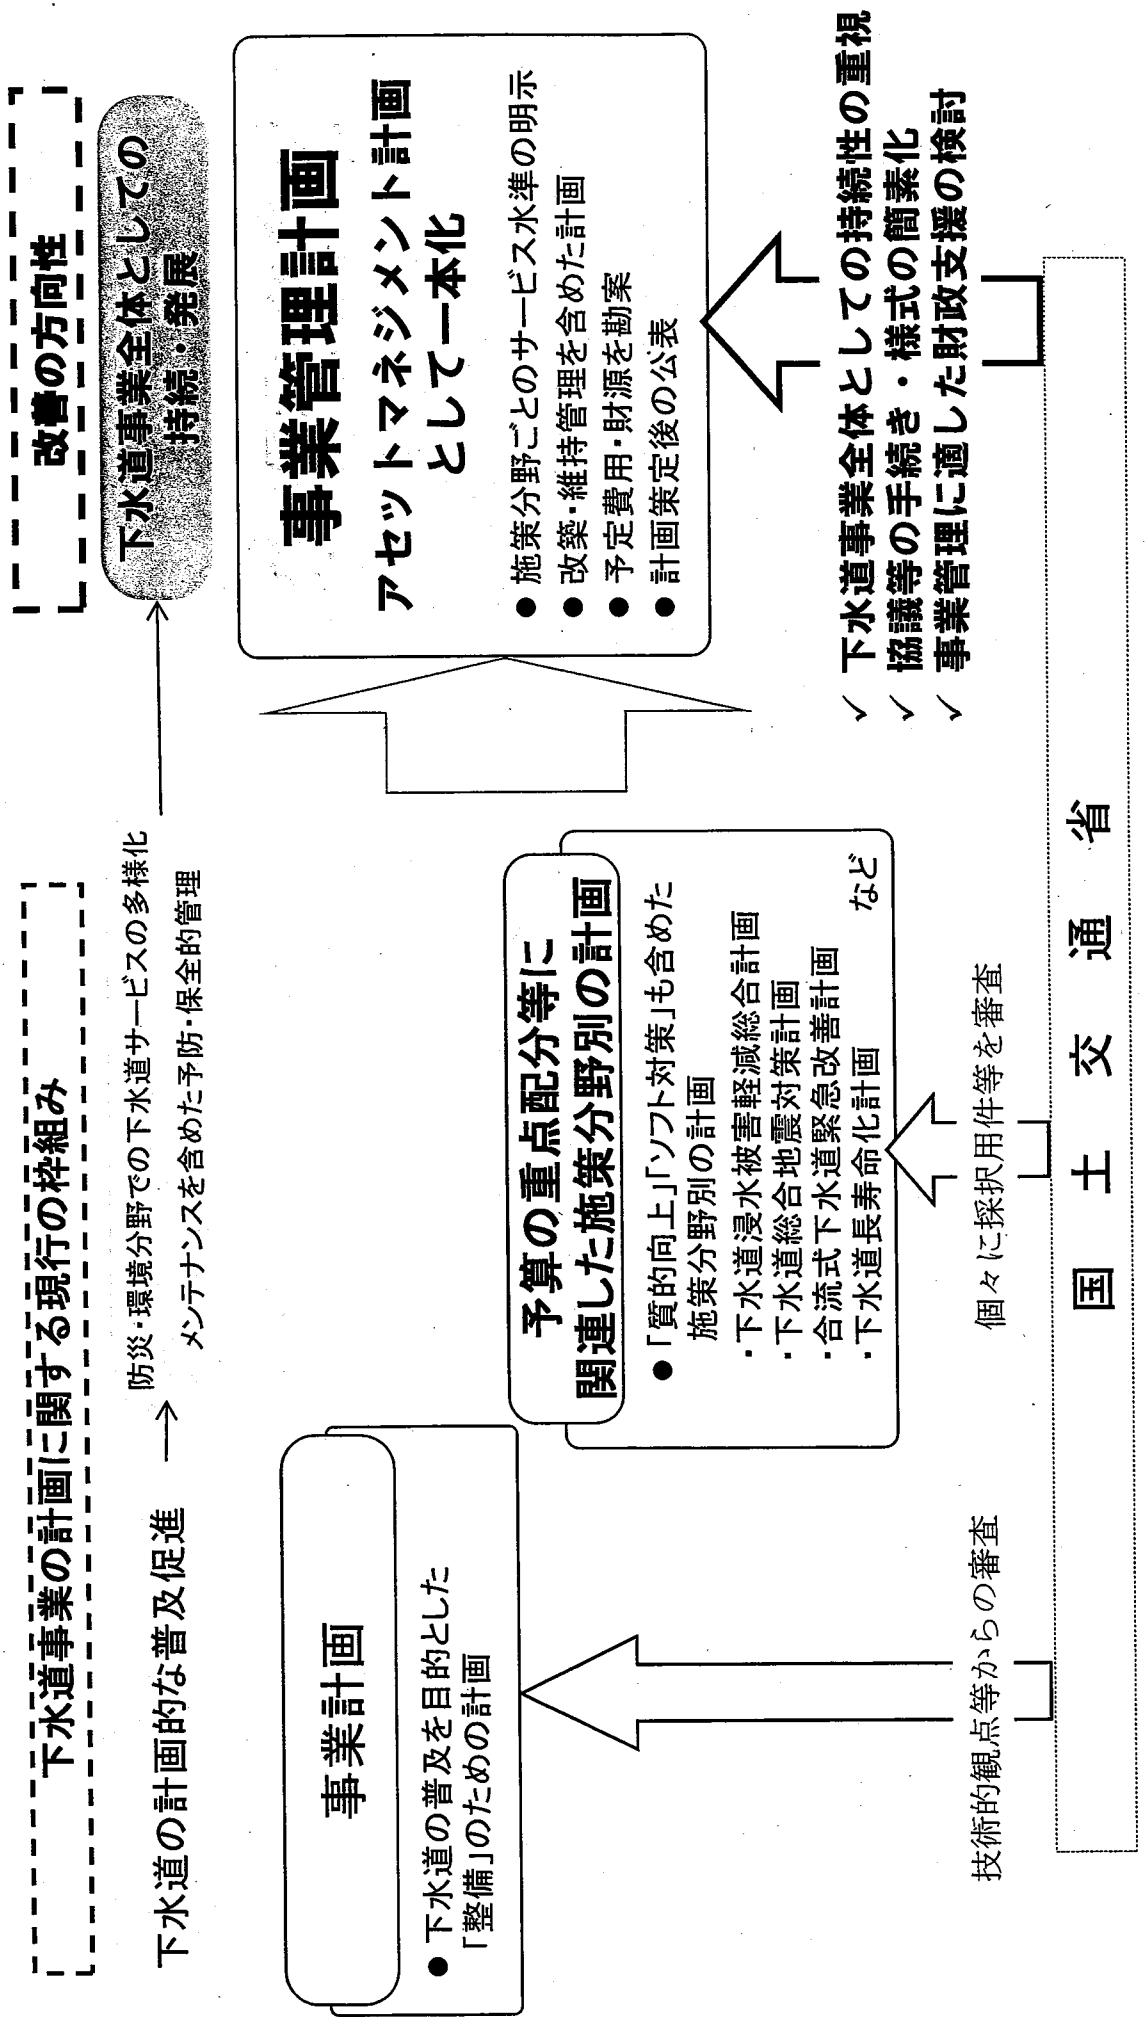 下水道事業の計画に関する現行の枠組み
改善の方向性
下水道の計画的な普及促進
防災・環境分野での下水道サービスの多様化
メンテナンスを含めた予防・保全的管理
下水道事業全体としての
持続・発展
事業計画
● 下水道の普及を目的とした
「整備」のための計画
予算の重点配分等に
関連した施策分野別の計画
● 「質的向上」「ソフト対策」も含めた
施策分野別の計画
・下水道浸水被害軽減総合計画
・下水道総合地震対策計画
・合流式下水道緊急改善計画
・下水道長寿命化計画
など
事業管理計画
アセットマネジメント計画
として一本化
● 施策分野ごとのサービス水準の明示
● 改築・維持管理を含めた計画
● 予定費用・財源を勘案
● 計画策定後の公表
技術的観点等からの審査
個々に採択用件等を審査
✓ 下水道事業全体としての持続性の重視
✓ 協議等の手続き・様式の簡素化
✓ 事業管理に適した財政支援の検討
国土交通省